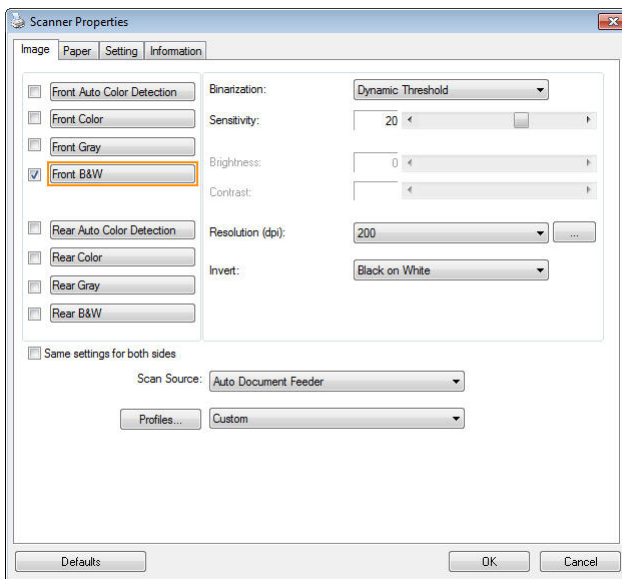 Scanner Properties
Image Paper Setting Information
Front Auto Color Detection
Front Color
Front Gray
Front B&W
Rear Auto Color Detection
Rear Color
Rear Gray
Rear B&W
Binarization: Dynamic Threshold
Sensitivity: 20
Brightness: 0
Contrast:
Resolution (dpi): 200 ...
Invert: Black on White
Same settings for both sides
Scan Source: Auto Document Feeder
Profiles... Custom
Defaults OK Cancel